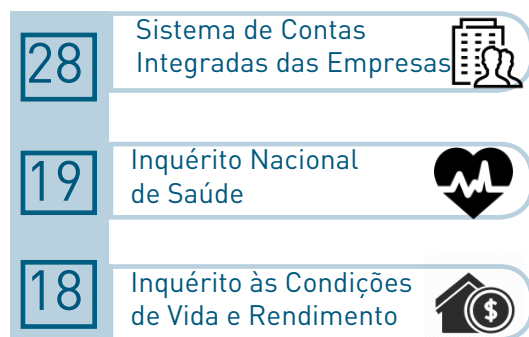 28
Sistema de Contas
Integradas das Empresas
19
Inquérito Nacional
de Saúde
18
Inquérito às Condições
de Vida e Rendimento
$